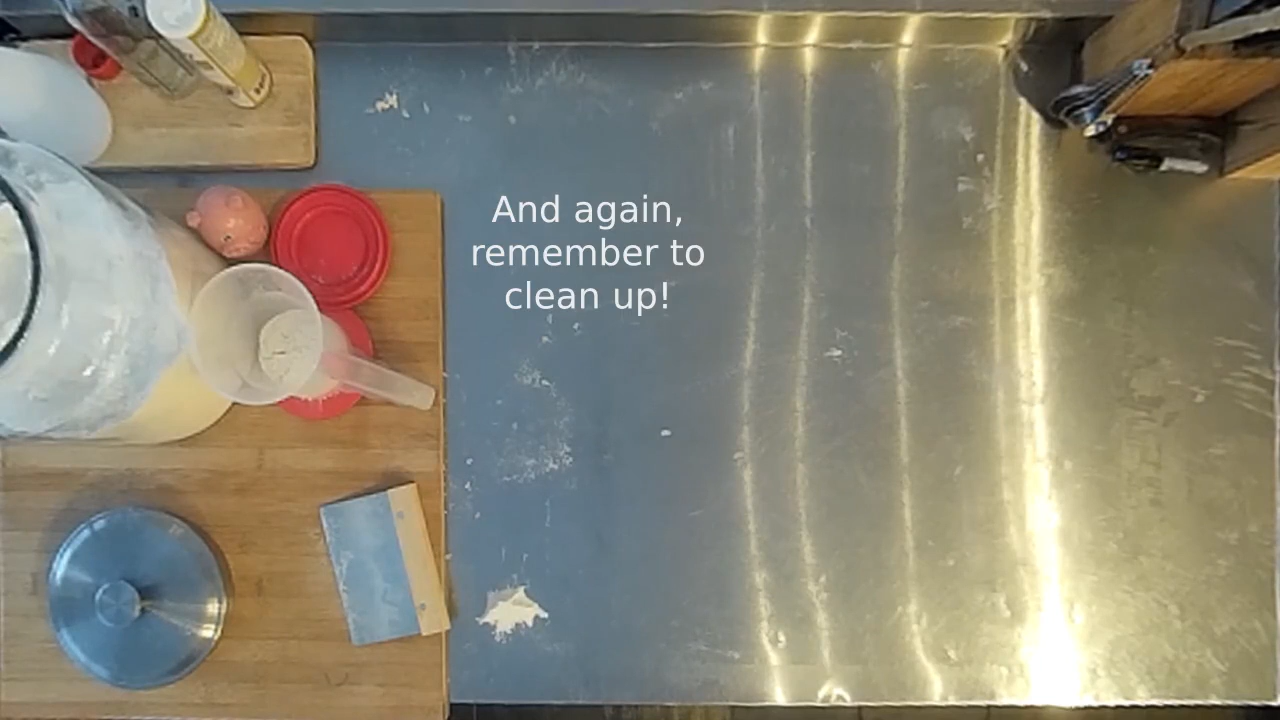 And again,
remember to
clean up!